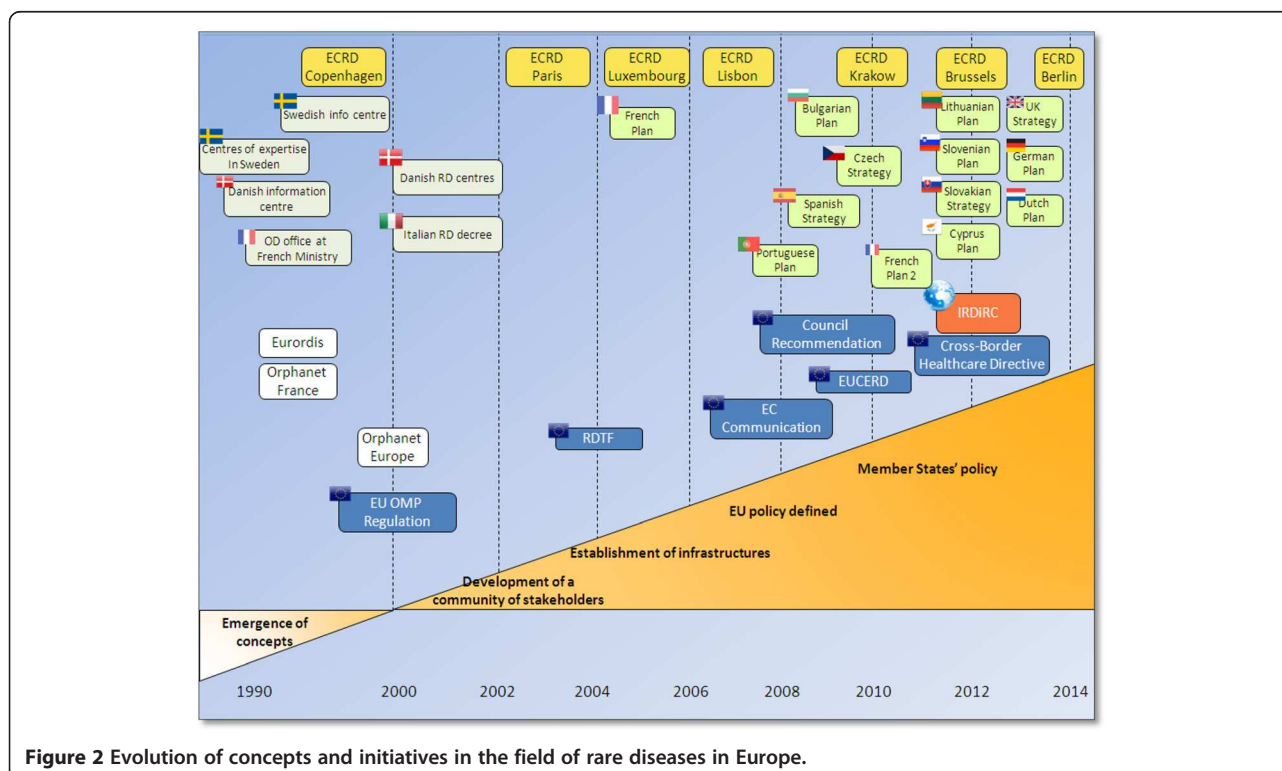 ECRD
Copenhagen
ECRD
Paris
ECRD
Luxembourg
ECRD
Lisbon
ECRD
Krakow
ECRD
Brussels
ECRD
Berlin
Swedish info centre
Centres of expertise
In Sweden
Danish information
centre
OD office at
French Ministry
Danish RD centres
Italian RD decree
French
Plan
Bulgarian
Plan
Czech
Strategy
Spanish
Strategy
Portuguese
Plan
French
Plan 2
Lithuanian
Plan
Slovenian
Plan
Slovakian
Strategy
Cyprus
Plan
UK
Strategy
German
Plan
Dutch
Plan
IRDiRC
Eurordis
Orphanet
France
Orphanet
Europe
EU OMP
Regulation
RDTF
EC
Communication
Council
Recommendation
EUCERD
Cross-Border
Healthcare Directive
Member States' policy
EU policy defined
Establishment of infrastructures
Development of a
community of stakeholders
Emergence of
concepts
1990
2000
2002
2004
2006
2008
2010
2012
2014
Figure 2 Evolution of concepts and initiatives in the field of rare diseases in Europe.